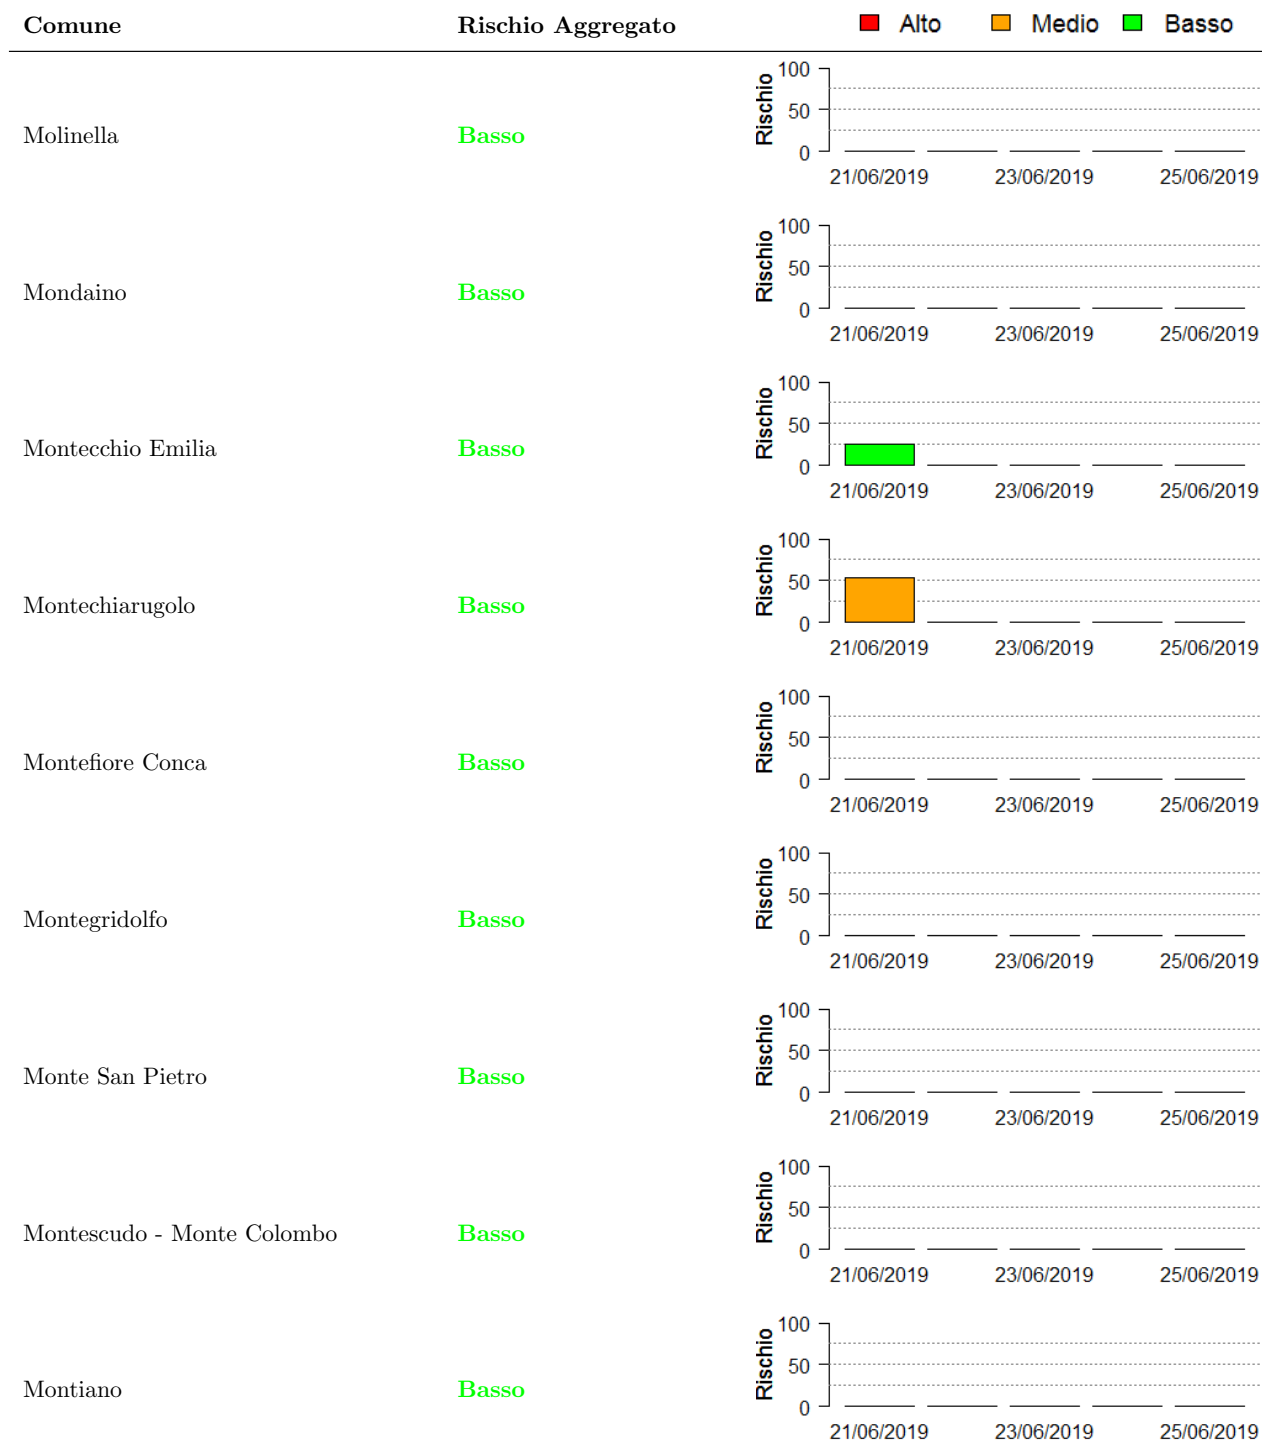 Comune Rischio Aggregato Alto Medio Basso
100
50
0
Rischio
Molinella Basso
21/06/2019 23/06/2019 25/06/2019
100
50
0
Rischio
Mondaino Basso
21/06/2019 23/06/2019 25/06/2019
100
50
0
Rischio
Montecchio Emilia Basso
21/06/2019 23/06/2019 25/06/2019
100
50
0
Rischio
Montechiarugolo Basso
21/06/2019 23/06/2019 25/06/2019
100
50
0
Rischio
Montefiore Conca Basso
21/06/2019 23/06/2019 25/06/2019
100
50
0
Rischio
Montegridolfo Basso
21/06/2019 23/06/2019 25/06/2019
100
50
0
Rischio
Monte San Pietro Basso
21/06/2019 23/06/2019 25/06/2019
100
50
0
Rischio
Montescudo - Monte Colombo Basso
21/06/2019 23/06/2019 25/06/2019
100
50
0
Rischio
Montiano Basso
21/06/2019 23/06/2019 25/06/2019